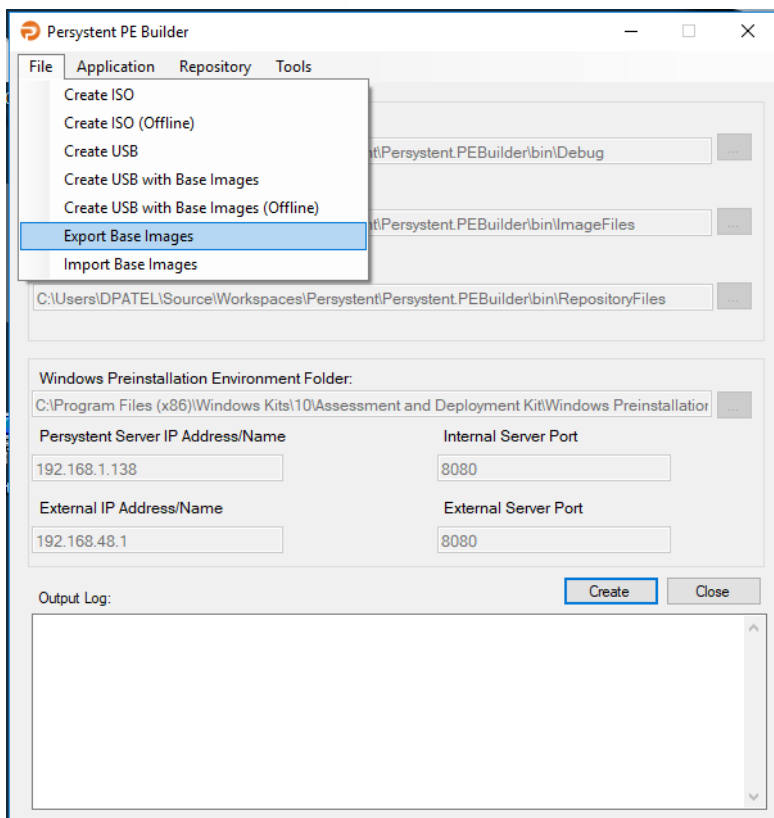 Persystent PE Builder
File Application Repository Tools
Create ISO
Create ISO (Offline)
Create USB
nt\Persystent.PEBuilder\bin\Debug
...
Create USB with Base Images
Create USB with Base Images (Offline)
nt\Persystent.PEBuilder\bin\ImageFiles
...
Export Base Images
Import Base Images
C:\Users\DPATEL\Source\Workspaces\Persystent\Persystent.PEBuilder\bin\RepositoryFiles
...
Windows Preinstallation Environment Folder:
C:\Program Files (x86)\Windows Kits\10\Assessment and Deployment Kit\Windows Preinstallation
...
Persystent Server IP Address/Name Internal Server Port
192.168.1.138 8080
External IP Address/Name External Server Port
192.168.48.1 8080
Create Close
Output Log: